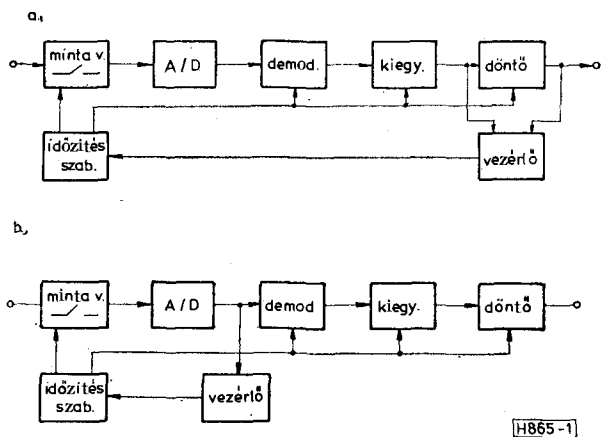 a.,
minta v.
A/D
demod.
kiegy.
döntő
időzítés
szab.
vezérlő
b.,
minta v.
A/D
demod
kiegy.
döntő
időzítés
szab.
vezérlő
H865-1